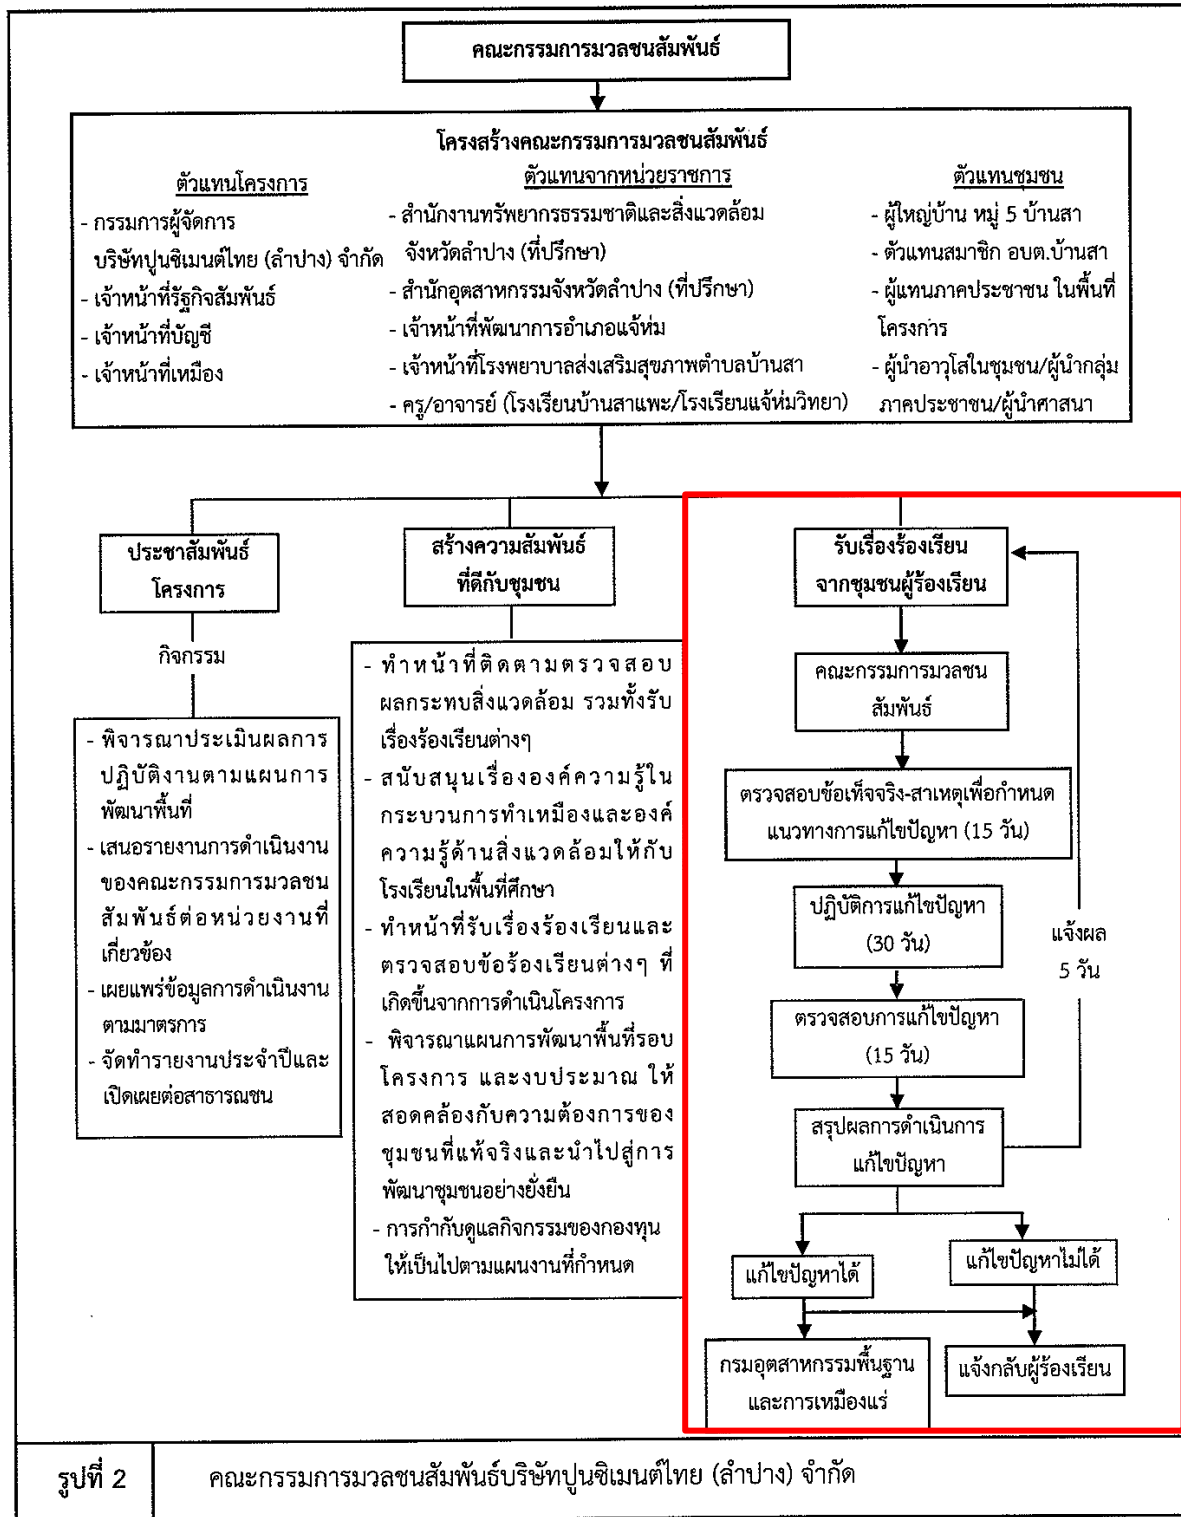 คณะกรรมการมวลชนสัมพันธ์
โครงสร้างคณะกรรมการมวลชนสัมพันธ์
ตัวแทนโครงการ
- กรรมการผู้จัดการ
บริษัทปูนซิเมนต์ไทย (ลำปาง) จำกัด
- เจ้าหน้าที่รัฐกิจสัมพันธ์
- เจ้าหน้าที่บัญชี
- เจ้าหน้าที่เหมือง
ตัวแทนจากหน่วยราชการ
- สำนักงานทรัพยากรธรรมชาติและสิ่งแวดล้อม
จังหวัดลำปาง (ที่ปรึกษา)
- สำนักอุตสาหกรรมจังหวัดลำปาง (ที่ปรึกษา)
- เจ้าหน้าที่พัฒนาการอำเภอแจ้ห่ม
- เจ้าหน้าที่โรงพยาบาลส่งเสริมสุขภาพตำบลบ้านสา
- ครู/อาจารย์ (โรงเรียนบ้านสาแพะ/โรงเรียนแจ้ห่มวิทยา)
ตัวแทนชุมชน
- ผู้ใหญ่บ้าน หมู่ 5 บ้านสา
- ตัวแทนสมาชิก อบต.บ้านสา
- ผู้แทนภาคประชาชน ในพื้นที่
โครงการ
- ผู้นำอาวุโสในชุมชน/ผู้นำกลุ่ม
ภาคประชาชน/ผู้นำศาสนา
ประชาสัมพันธ์
โครงการ
กิจกรรม
- พิจารณาประเมินผลการ
ปฏิบัติงานตามแผนการ
พัฒนาพื้นที่
- เสนอรายงานการดำเนินงาน
ของคณะกรรมการมวลชน
สัมพันธ์ต่อหน่วยงานที่
เกี่ยวข้อง
- เผยแพร่ข้อมูลการดำเนินงาน
ตามมาตรการ
- จัดทำรายงานประจำปีและ
เปิดเผยต่อสาธารณชน
สร้างความสัมพันธ์
ที่ดีกับชุมชน
- ทำหน้าที่ติดตามตรวจสอบ
ผลกระทบสิ่งแวดล้อม รวมทั้งรับ
เรื่องร้องเรียนต่างๆ
- สนับสนุนเรื่ององค์ความรู้ใน
กระบวนการทำเหมืองและองค์
ความรู้ด้านสิ่งแวดล้อมให้กับ
โรงเรียนในพื้นที่ศึกษา
- ทำหน้าที่รับเรื่องร้องเรียนและ
ตรวจสอบข้อร้องเรียนต่างๆ ที่
เกิดขึ้นจากการดำเนินโครงการ
- พิจารณาแผนการพัฒนาพื้นที่รอบ
โครงการ และงบประมาณ ให้
สอดคล้องกับความต้องการของ
ชุมชนที่แท้จริงและนำไปสู่การ
พัฒนาชุมชนอย่างยั่งยืน
- การกำกับดูแลกิจกรรมของกองทุน
ให้เป็นไปตามแผนงานที่กำหนด
รับเรื่องร้องเรียน
จากชุมชนผู้ร้องเรียน
คณะกรรมการมวลชน
สัมพันธ์
ตรวจสอบข้อเท็จจริง-สาเหตุเพื่อกำหนด
แนวทางการแก้ไขปัญหา (15 วัน)
ปฏิบัติการแก้ไขปัญหา
(30 วัน)
แจ้งผล
5 วัน
ตรวจสอบการแก้ไขปัญหา
(15 วัน)
สรุปผลการดำเนินการ
แก้ไขปัญหา
แก้ไขปัญหาได้
แก้ไขปัญหาไม่ได้
กรมอุตสาหกรรมพื้นฐาน
และการเหมืองแร่
แจ้งกลับผู้ร้องเรียน
รูปที่ 2
คณะกรรมการมวลชนสัมพันธ์บริษัทปูนซิเมนต์ไทย (ลำปาง) จำกัด